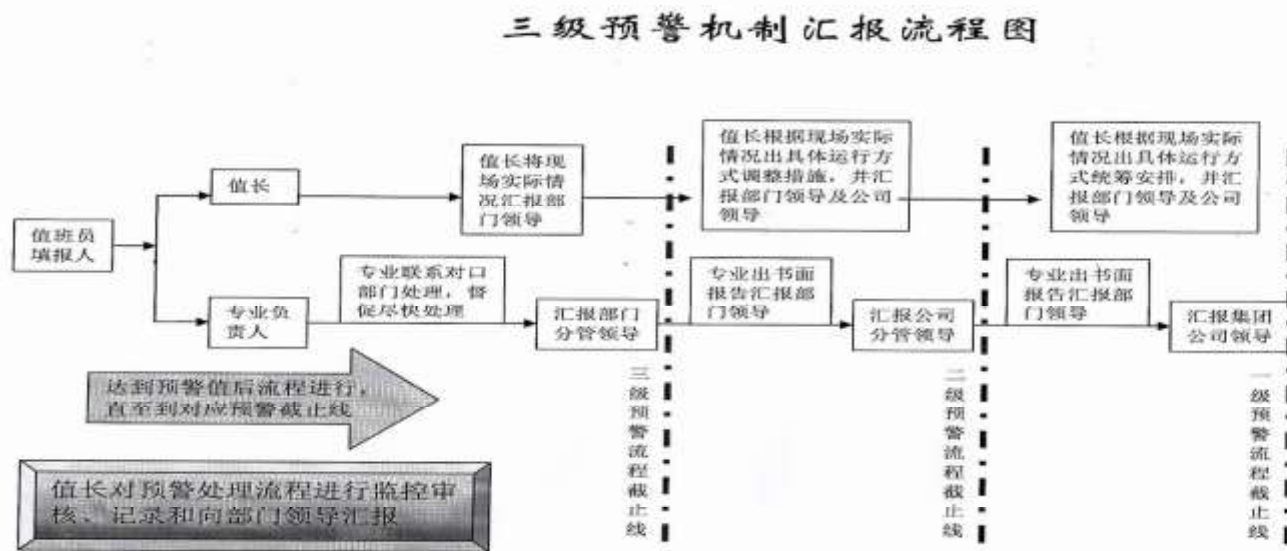 三级预警机制汇报流程图
值班员
填报人
值长
值长将现
场实际情
况汇报部
门领导
值长根据现场实际
情况出具体运行方
式调整措施，并汇
报部门领导及公司
领导
值长根据现场实际
情况出具体运行方
式统筹安排，并汇
报部门领导及公司
领导
专业负
责人
专业联系对口
部门处理，督
促尽快处理
汇报部门
分管领导
专业出书面
报告汇报部
门领导
汇报公司
分管领导
专业出书面
报告汇报部
门领导
汇报集团
公司领导
达到预警值后流程进行，
直至到对应预警截止线
三级预警流程截止线
二级预警流程截止线
一级预警流程截止线
值长对预警处理流程进行监控审
核、记录和向部门领导汇报